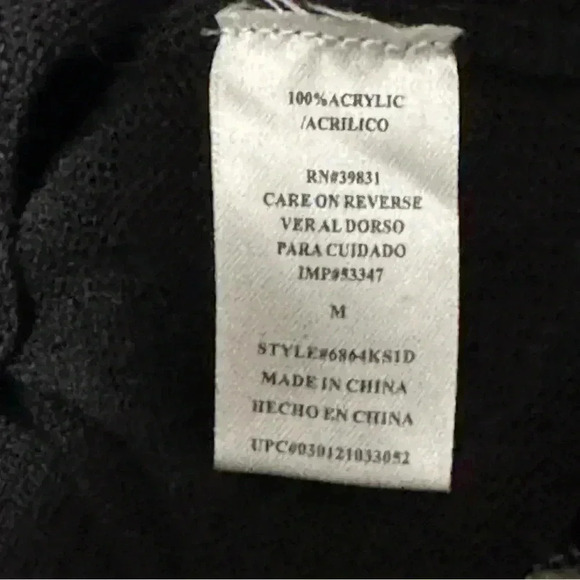 100%ACRYLIC
/ACRILICO
RN#39831
CARE ON REVERSE
VER AL DORSO
PARA CUIDADO
IMP#53347
M
STYLE#6864KS1D
MADE IN CHINA
HECHO EN CHINA
UPC#030121033052